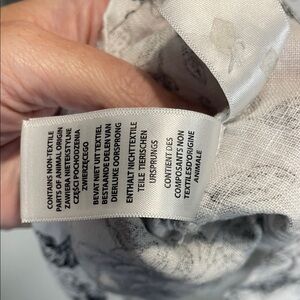 CONTAINS NON-TEXTILE
PARTS OF ANIMAL ORIGIN
ZAWIERA NIETEKSTYLNE
CZĘŚCI POCHODZENIA
ZWIERZĘCEGO
BEVAT NIET UIT TEXTIEL
BESTAANDE DELEN VAN
DIERLIJKE OORSPRONG
ENTHÄLT NICHTTEXTILE
TEILE TIERISCHEN
URSPRUNGS
CONTIENT DES
COMPOSANTS NON
TEXTILES D'ORIGINE
ANIMALE